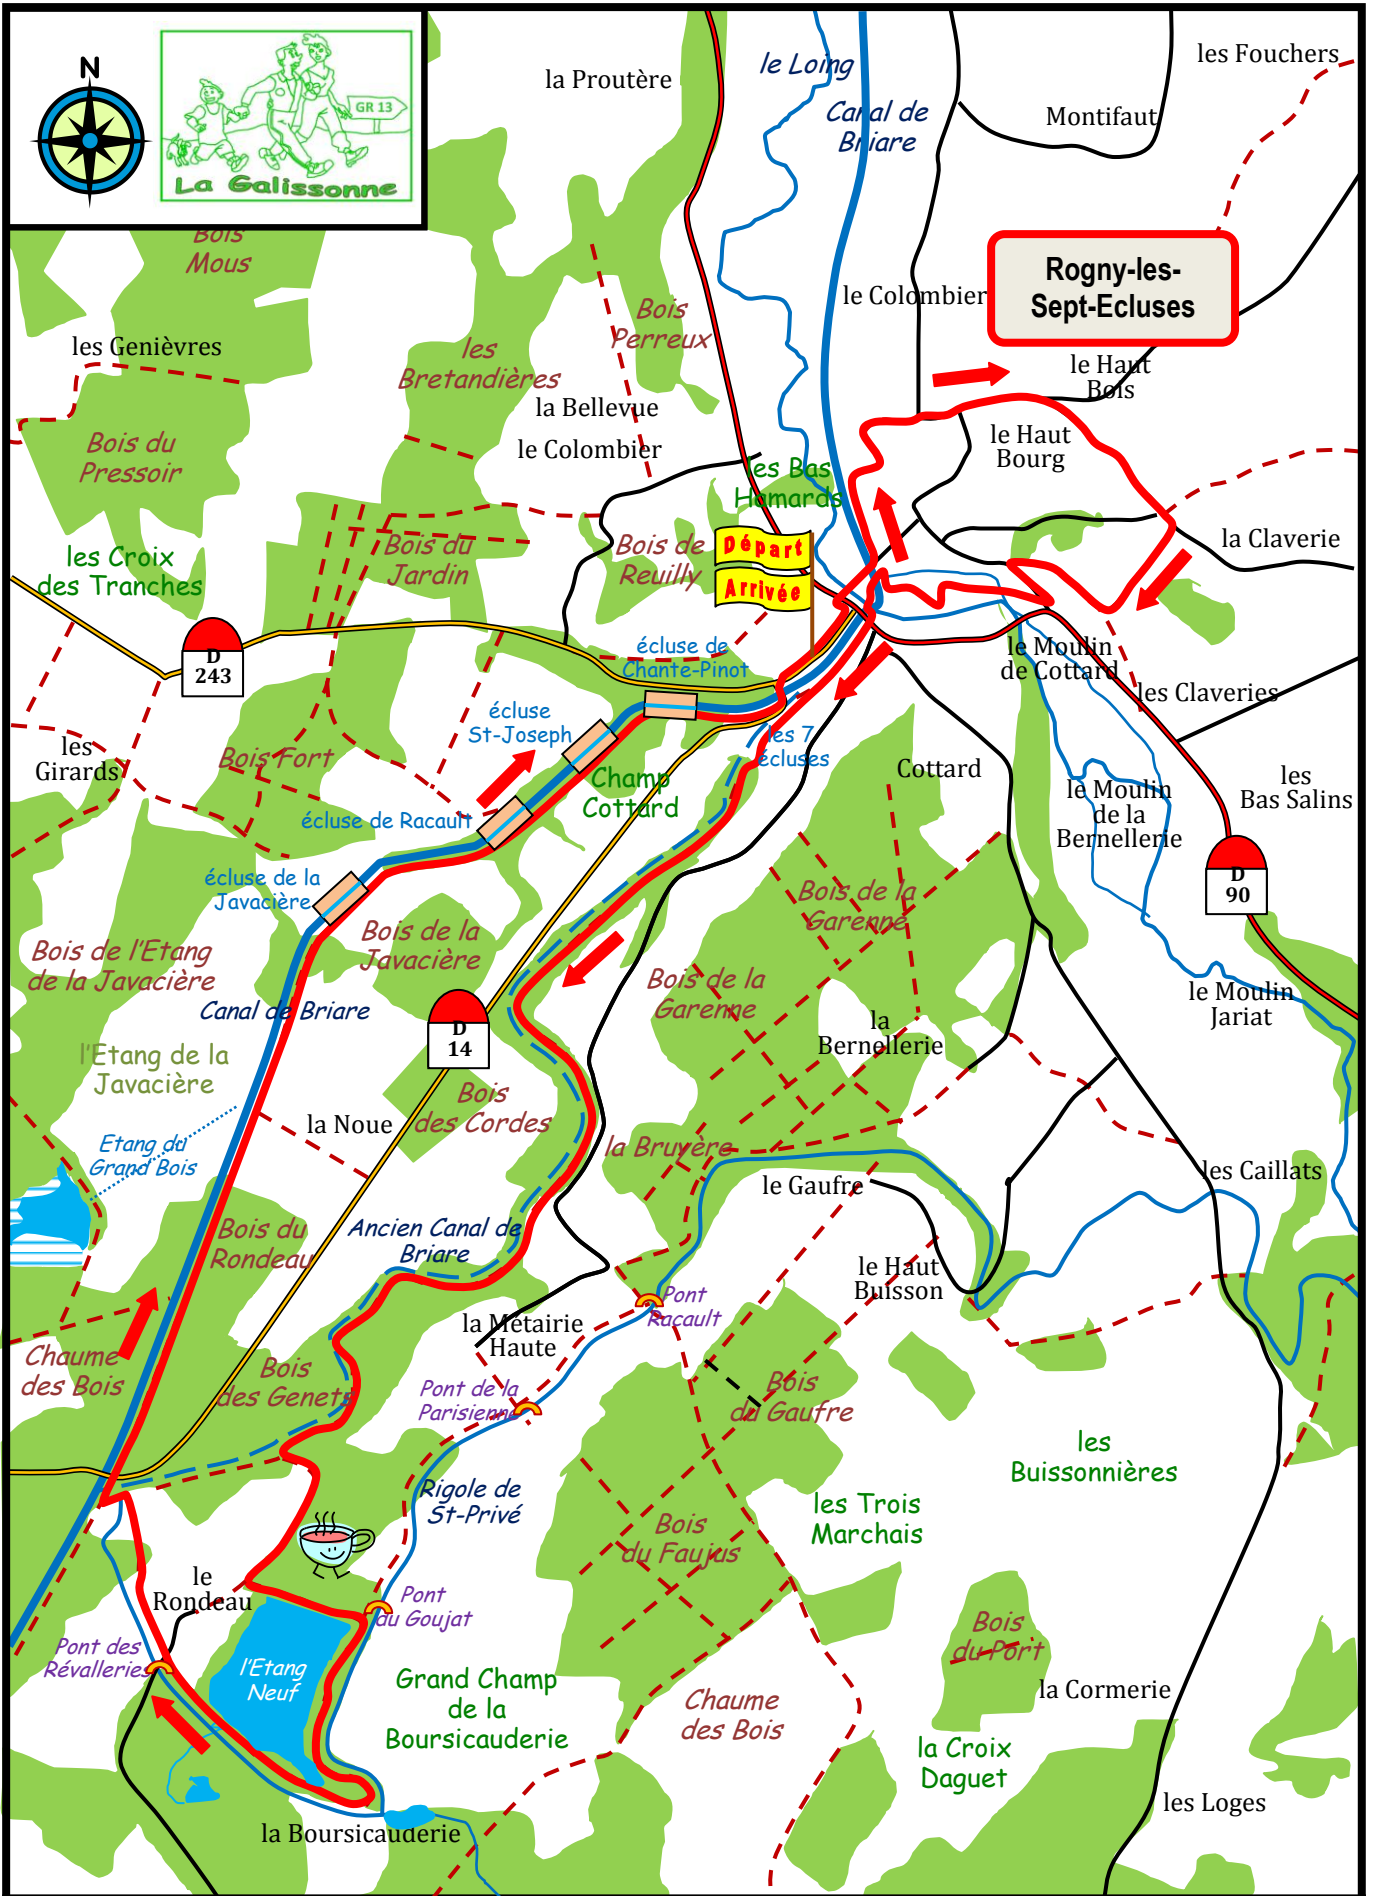 N
GR 13
La Galissonne
la Proutère
le Loing
Canal de
Briare
les Fouchers
Montifaut
Bois
Mous
Rogny-les-
Sept-Ecluses
le Colombier
Bois
Perreux
les Genièvres
les
Bretandières
le Haut
Bois
la Bellevue
le Colombier
Bois du
Pressoir
le Haut
Bourg
les Bas
Hamards
les Croix
des Tranches
Bois du
Jardin
Bois de
Reuilly
Départ
Arrivée
la Claverie
D
243
écluse de
Chante-Pinot
le Moulin
de Cottard
les Claveries
écluse
St-Joseph
les
Girards
Bois Fort
les 7
écluses
Champ
Cottard
Cottard
le Moulin
de la
Bernellerie
les
Bas Salins
écluse de Racault
écluse de la
Javacière
D
90
Bois de la
Garenne
Bois de l'Etang
de la Javacière
Bois de la
Javacière
Bois de la
Garenne
Canal de Briare
le Moulin
Jariat
D
14
la
Bernellerie
l'Etang de la
Javacière
Bois
des Cordes
la Noue
Etang du
Grand Bois
la Bruyère
le Gaufre
les Caillats
Bois du
Rondeau
Ancien Canal de
Briare
le Haut
Buisson
Pont
Racault
la Métairie
Haute
Chaume
des Bois
Bois
des Genets
Pont de la
Parisienne
Bois
du Gaufre
les
Buissonnières
Rigole de
St-Privé
les Trois
Marchais
Bois
du Faujus
le
Rondeau
Pont
du Goujat
Bois
du Port
Pont des
Révalleries
l'Etang
Neuf
Grand Champ
de la
Boursicauderie
Chaume
des Bois
la Cormerie
la Croix
Daguet
la Boursicauderie
les Loges